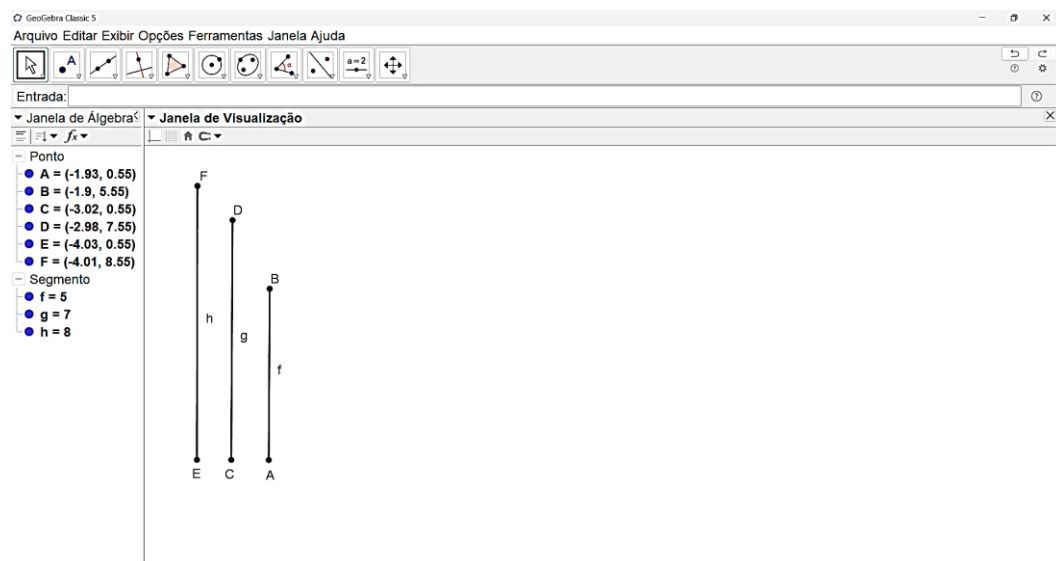 GeoGebra Classic 5
Arquivo Editar Exibir Opções Ferramentas Janela Ajuda
A
a=2
Entrada:
Janela de Álgebra
Janela de Visualização
fx
Ponto
A = (-1.93, 0.55)
B = (-1.9, 5.55)
C = (-3.02, 0.55)
D = (-2.98, 7.55)
E = (-4.03, 0.55)
F = (-4.01, 8.55)
Segmento
f = 5
g = 7
h = 8
F
D
B
h
g
f
E C A